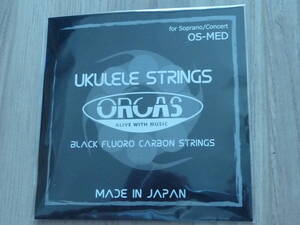 for Soprano/Concert
OS-MED
UKULELE STRINGS
ORCAS
ALIVE WITH MUSIC
BLACK FLUORO CARBON STRINGS
MADE IN JAPAN